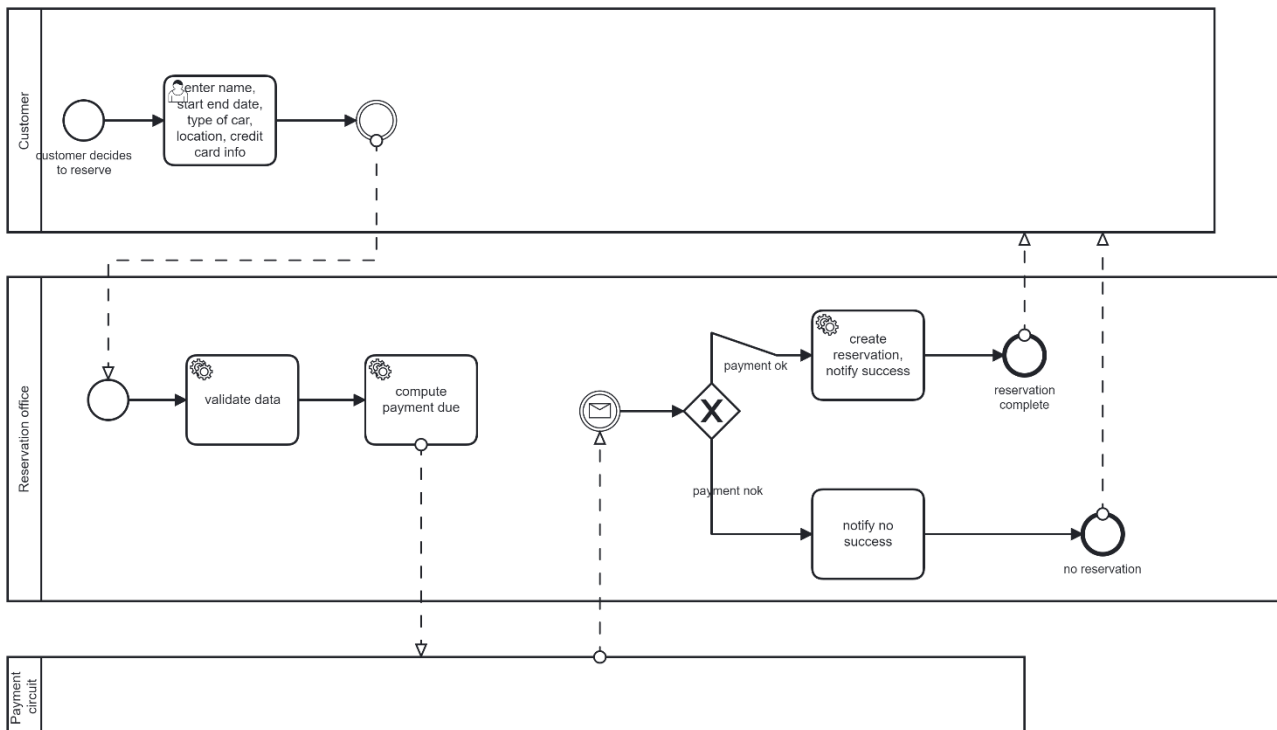 Customer
enter name,
start end date,
type of car,
location, credit
card info
customer decides
to reserve
Reservation office
validate data
compute
payment due
payment ok
create
reservation,
notify success
reservation
complete
payment nok
notify no
success
no reservation
Payment
circuit